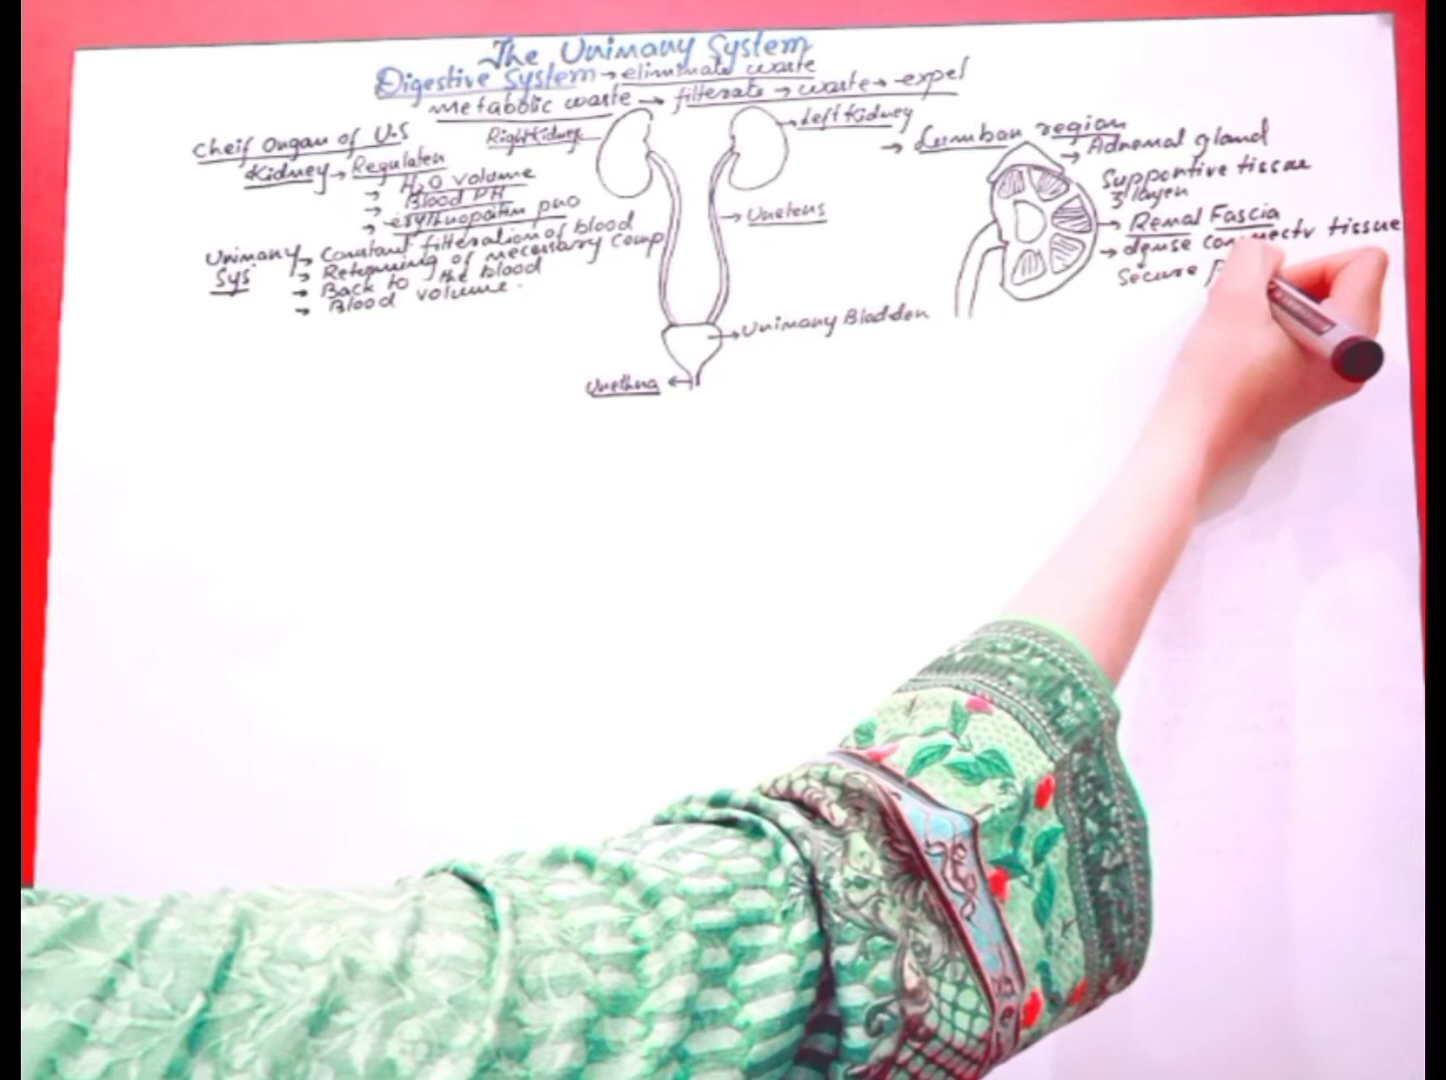 The Urinary System
Digestive System → eliminate waste
metabolic waste → filterate → waste → expel
Cheif Organ of U.S
Kidney → Regulates
→ H2O volume
→ Blood PH
→ erythropoitin pro
Urinary Sys
→ Constant filteration of blood
→ Returning of necessary comp
→ Back to the blood
→ Blood volume.
Right Kidney
Left Kidney
→ Ureters
→ Urinary Bladder
Urethra ←
→ Lumbar region
→ Adrenal gland
Supportive tissue
3 layer
→ Renal Fascia
→ dense connectv tissue
Secure